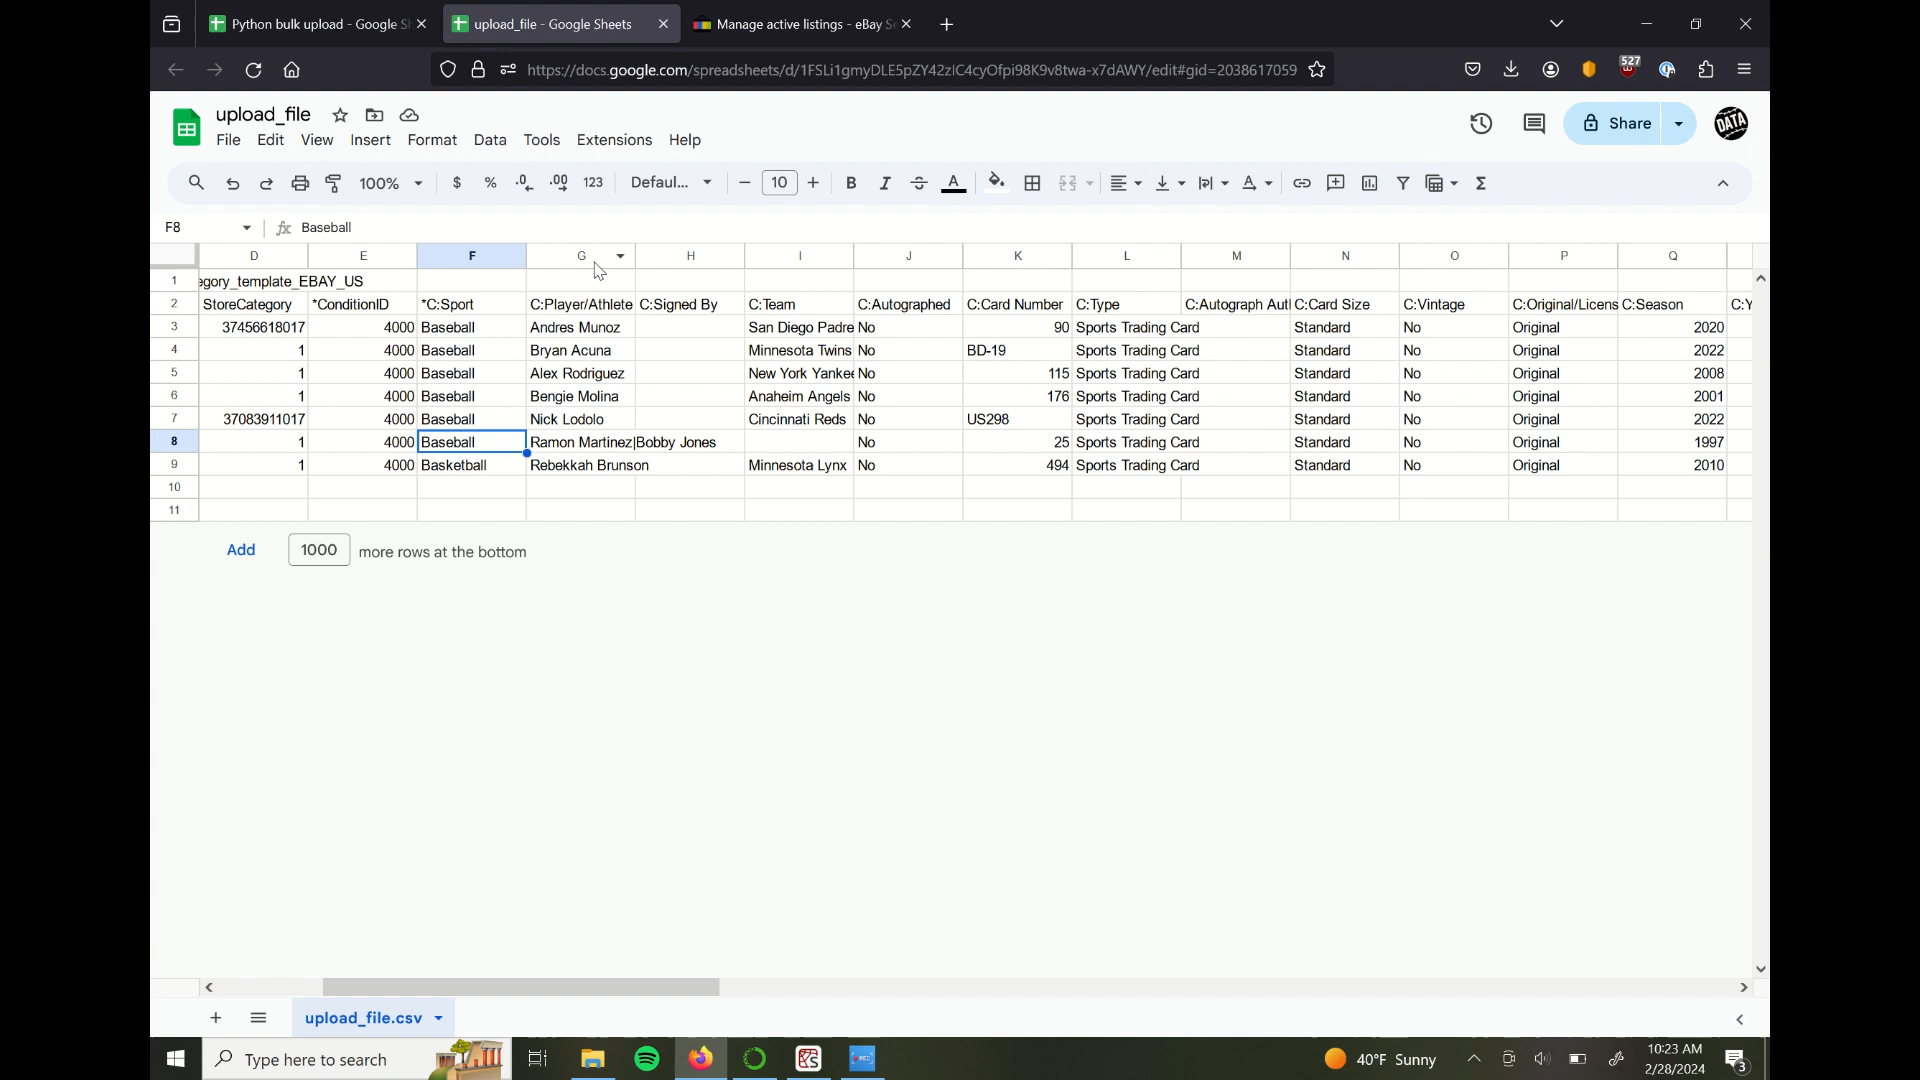 Python bulk upload - Google S
upload_file - Google Sheets
Manage active listings - eBay Se
527
https://docs.google.com/spreadsheets/d/1FSLi1gmyDLE5pZY42zIC4cyOfpi98K9v8twa-x7dAWY/edit#gid=2038617059
upload_file
File Edit View Insert Format Data Tools Extensions Help
Share
DATA
100% $ % .0 .00 123 Defaul... 10 B I S A A Σ
F8 fx Baseball
D E F G H I J K L M N O P Q
1 egory_template_EBAY_US
2 StoreCategory *ConditionID *C:Sport C:Player/Athlete C:Signed By C:Team C:Autographed C:Card Number C:Type C:Autograph Aut C:Card Size C:Vintage C:Original/Licens C:Season C:Y
3 37456618017 4000 Baseball Andres Munoz San Diego Padre No 90 Sports Trading Card Standard No Original 2020
4 1 4000 Baseball Bryan Acuna Minnesota Twins No BD-19 Sports Trading Card Standard No Original 2022
5 1 4000 Baseball Alex Rodriguez New York Yankee No 115 Sports Trading Card Standard No Original 2008
6 1 4000 Baseball Bengie Molina Anaheim Angels No 176 Sports Trading Card Standard No Original 2001
7 37083911017 4000 Baseball Nick Lodolo Cincinnati Reds No US298 Sports Trading Card Standard No Original 2022
8 1 4000 Baseball Ramon Martinez|Bobby Jones No 25 Sports Trading Card Standard No Original 1997
9 1 4000 Basketball Rebekkah Brunson Minnesota Lynx No 494 Sports Trading Card Standard No Original 2010
10
11
Add 1000 more rows at the bottom
upload_file.csv
Type here to search
40°F Sunny
10:23 AM
2/28/2024
3